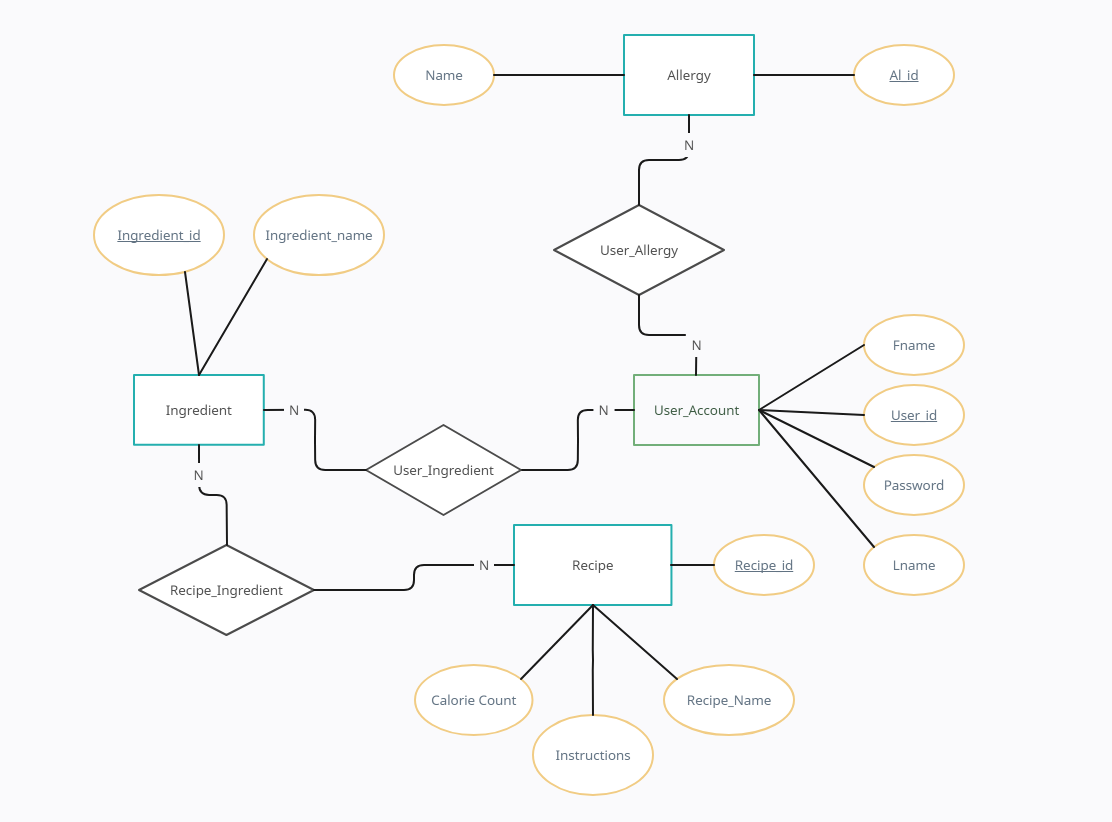 Name
Allergy
Al_id
N
Ingredient_id
Ingredient_name
User_Allergy
N
Fname
Ingredient
N
N
User_Account
User_id
N
User_Ingredient
Password
Recipe_Ingredient
N
Recipe
Recipe_id
Lname
Calorie Count
Recipe_Name
Instructions